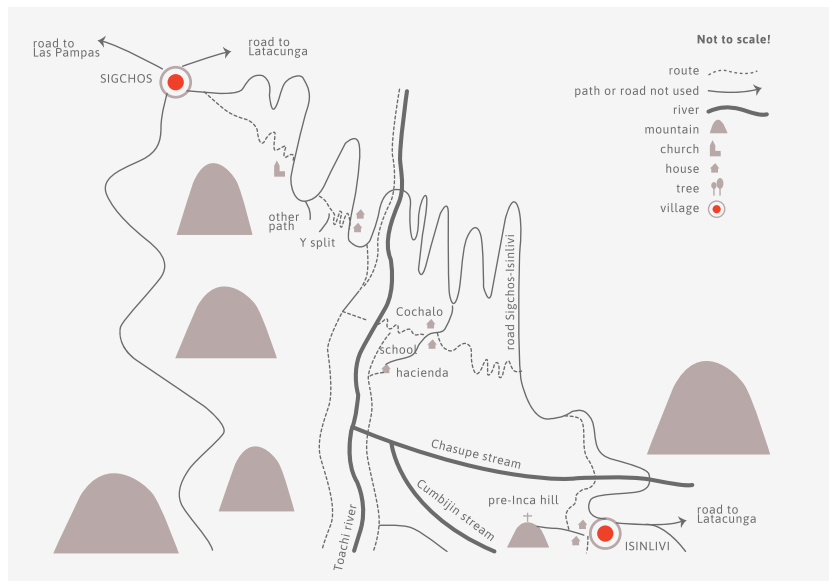 Not to scale!
road to
Las Pampas
road to
Latacunga
SIGCHOS
route
path or road not used
river
mountain
church
house
tree
village
other
path
Y split
road Sigchos-Isinlivi
Cochalo
school
hacienda
Chasupe stream
Cumbijin stream
pre-Inca hill
Toachi river
road to
Latacunga
ISINLIVI